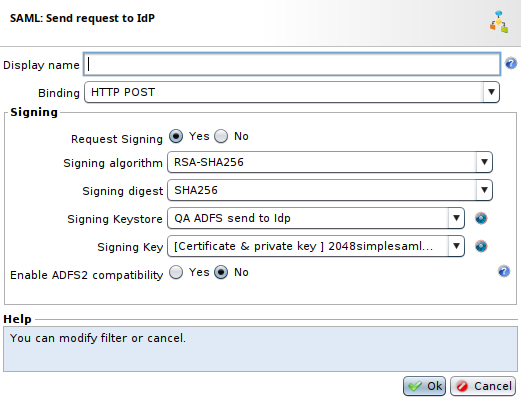 SAML: Send request to IdP
Display name
Binding HTTP POST
Signing
Request Signing Yes No
Signing algorithm RSA-SHA256
Signing digest SHA256
Signing Keystore QA ADFS send to Idp
Signing Key [Certificate & private key ] 2048simplesaml...
Enable ADFS2 compatibility Yes No
Help
You can modify filter or cancel.
Ok Cancel